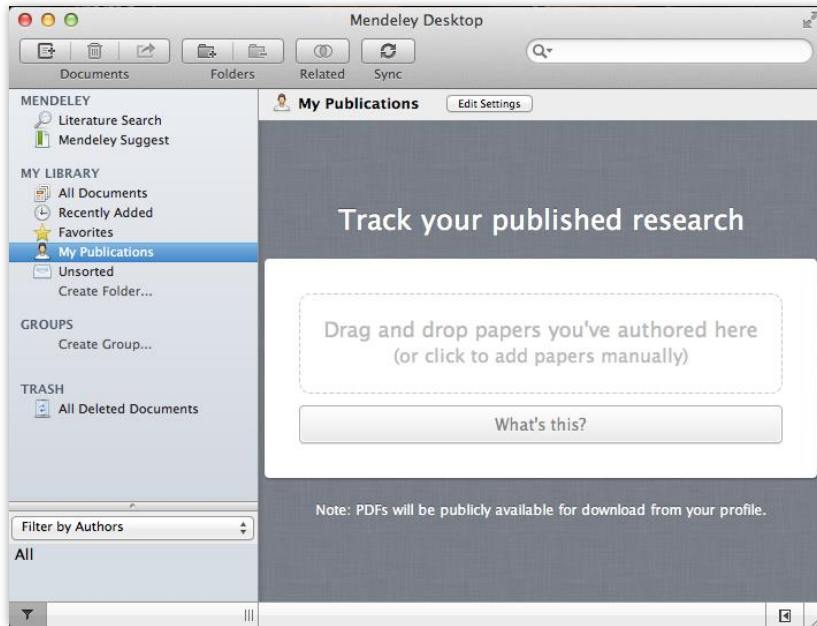 Mendeley Desktop
Documents
Folders
Related
Sync
MENDELEY
Literature Search
Mendeley Suggest
MY LIBRARY
All Documents
Recently Added
Favorites
My Publications
Unsorted
Create Folder...
GROUPS
Create Group...
TRASH
All Deleted Documents
Filter by Authors
All
My Publications
Edit Settings
Track your published research
Drag and drop papers you've authored here
(or click to add papers manually)
What's this?
Note: PDFs will be publicly available for download from your profile.